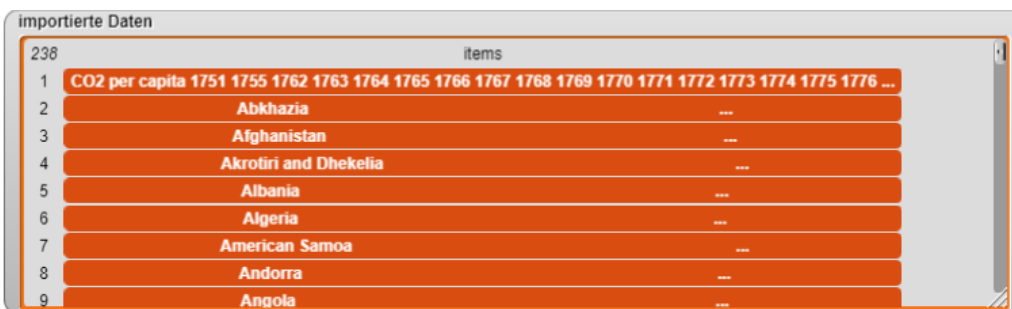 importierte Daten
238 items
1 CO2 per capita 1751 1755 1762 1763 1764 1765 1766 1767 1768 1769 1770 1771 1772 1773 1774 1775 1776 ...
2 Abkhazia ...
3 Afghanistan ...
4 Akrotiri and Dhekelia ...
5 Albania ...
6 Algeria ...
7 American Samoa ...
8 Andorra ...
9 Angola ...